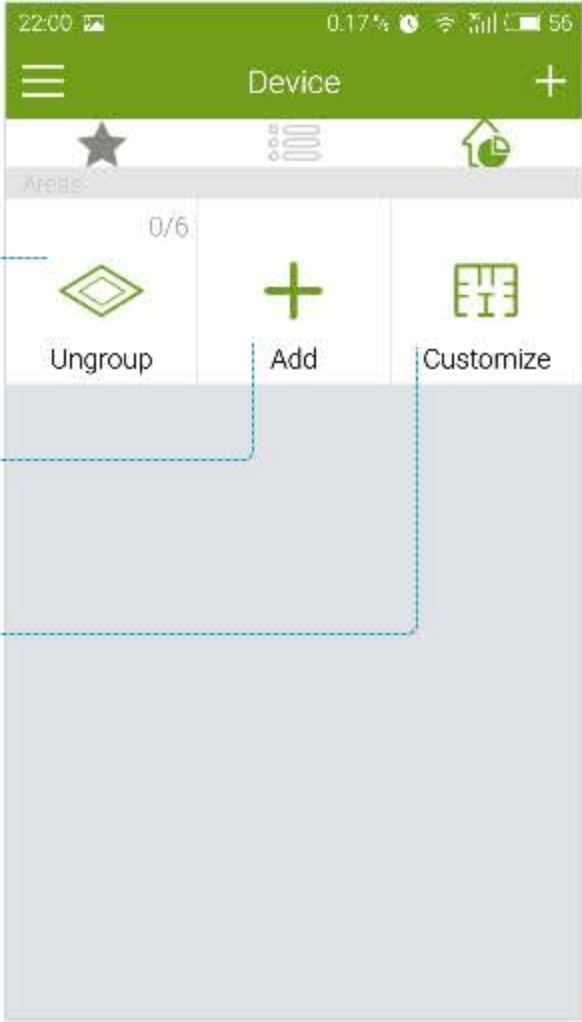 22:00 0.17% 56
Device
Areas
0/6
Ungroup Add Customize